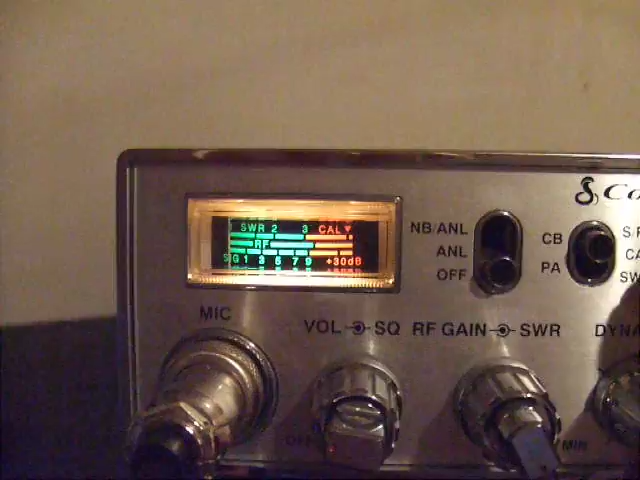 SWR 2 3 CAL▼
RF
SIG 1 3 5 7 9 +30dB
NB/ANL
ANL
OFF
CB
PA
MIC
VOL SQ RF GAIN SWR
OFF
MIN